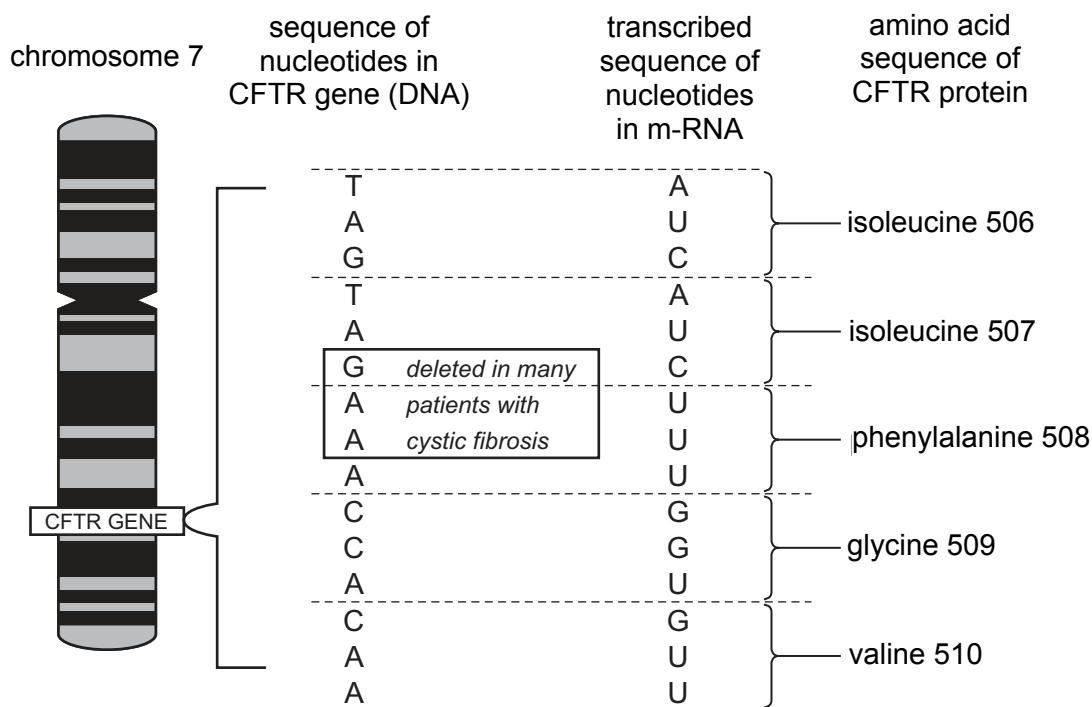 chromosome 7
sequence of
nucleotides in
CFTR gene (DNA)
transcribed
sequence of
nucleotides
in m-RNA
amino acid
sequence of
CFTR protein
CFTR GENE
T A
A U
G C
isoleucine 506
T A
A U
G deleted in many C
isoleucine 507
A patients with U
A cystic fibrosis U
A U
phenylalanine 508
C G
C G
A U
glycine 509
C G
A U
A U
valine 510